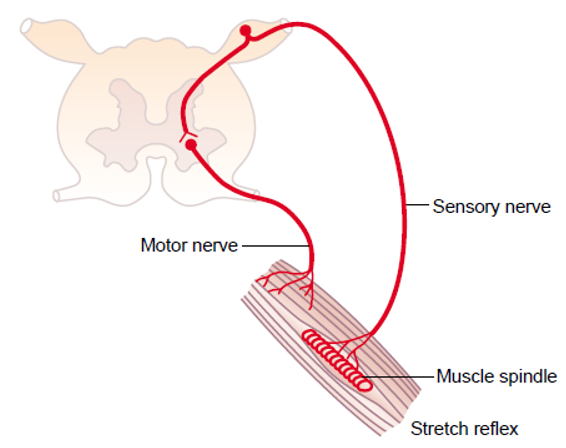 Sensory nerve
Motor nerve
Muscle spindle
Stretch reflex